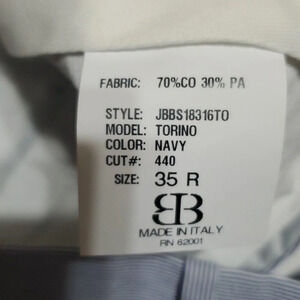 FABRIC: 70%CO 30% PA
STYLE: JBBS18316TO
MODEL: TORINO
COLOR: NAVY
CUT#: 440
SIZE: 35 R
BB
MADE IN ITALY
RN 62001